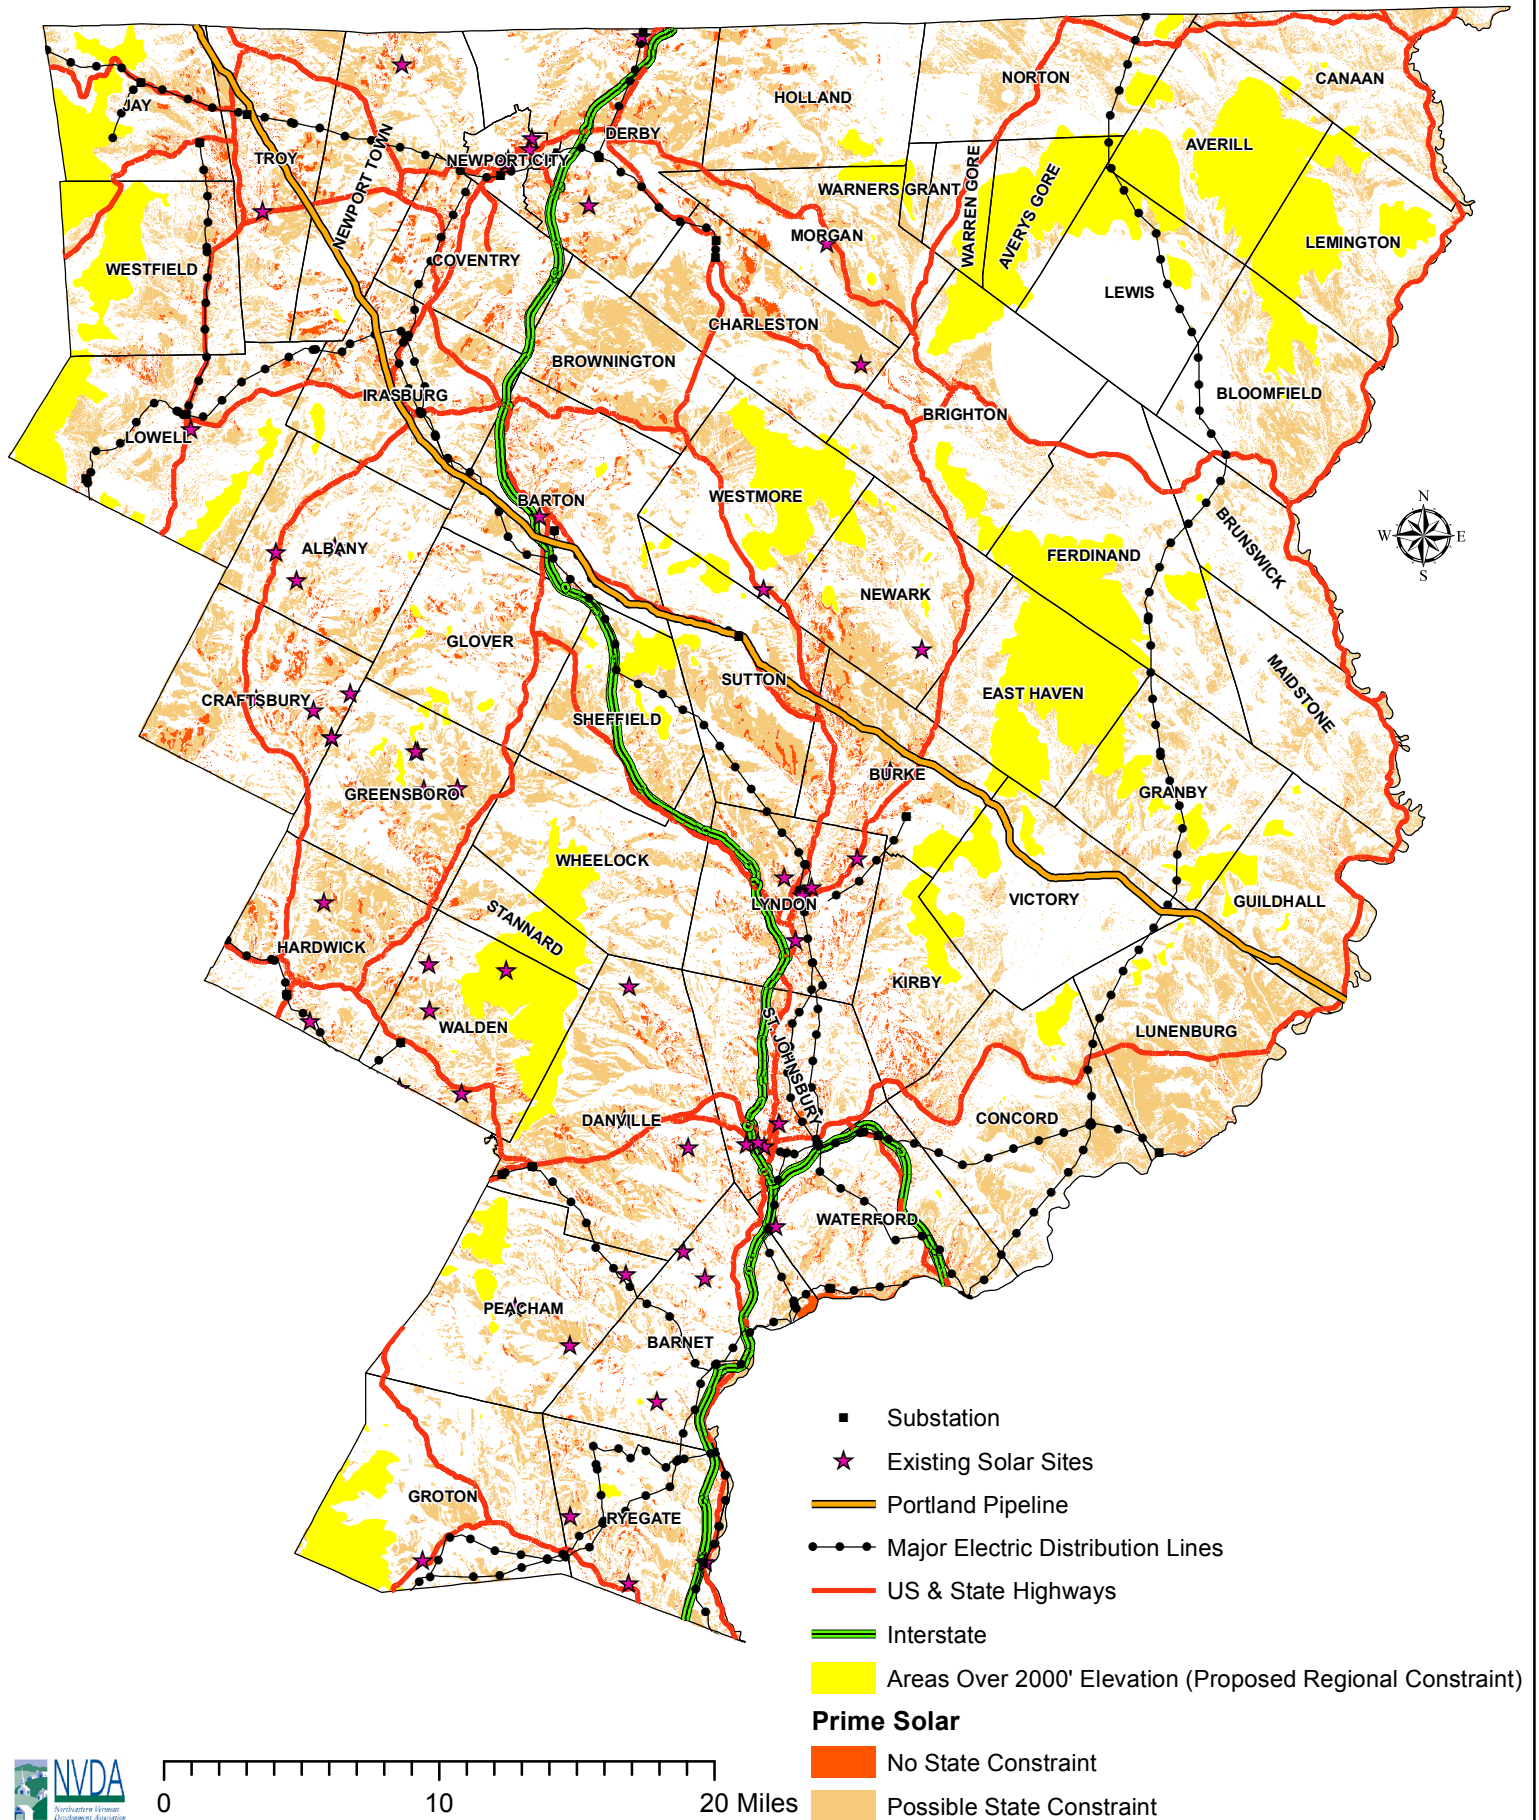 NORTON
CANAAN
HOLLAND
JAY
DERBY
AVERILL
TROY
NEWPORT CITY
NEWPORT TOWN
WARNERS GRANT
WARREN GORE
AVERYS GORE
MORGAN
LEMINGTON
COVENTRY
WESTFIELD
LEWIS
CHARLESTON
BROWNINGTON
IRASBURG
BLOOMFIELD
BRIGHTON
LOWELL
WESTMORE
BARTON
N
W
E
S
BRUNSWICK
ALBANY
FERDINAND
NEWARK
GLOVER
MAIDSTONE
SUTTON
EAST HAVEN
CRAFTSBURY
SHEFFIELD
BURKE
GREENSBORO
GRANBY
WHEELOCK
VICTORY
GUILDHALL
LYNDON
STANNARD
HARDWICK
KIRBY
WALDEN
LUNENBURG
ST. JOHNSBURY
DANVILLE
CONCORD
WATERFORD
PEACHAM
BARNET
GROTON
RYEGATE
Substation
Existing Solar Sites
Portland Pipeline
Major Electric Distribution Lines
US & State Highways
Interstate
Areas Over 2000' Elevation (Proposed Regional Constraint)
Prime Solar
No State Constraint
Possible State Constraint
NVDA
Northeastern Vermont
Development Association
0 10 20 Miles